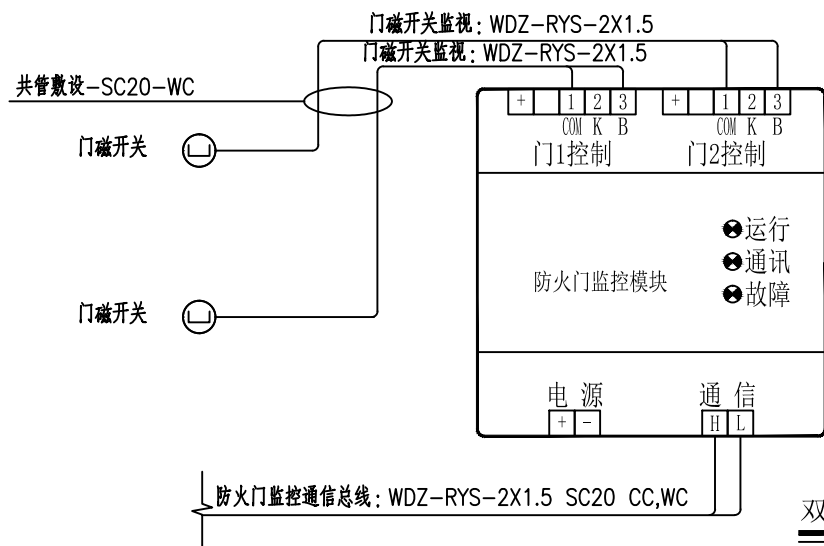 门磁开关监视: WDZ-RYS-2X1.5
门磁开关监视: WDZ-RYS-2X1.5
共管敷设-SC20-WC
+ 1 2 3 + 1 2 3
COM K B COM K B
门1控制 门2控制
门磁开关
运行
通讯
防火门监控模块
故障
门磁开关
电 源 通 信
+ - H L
防火门监控通信总线: WDZ-RYS-2X1.5 SC20 CC,WC
双